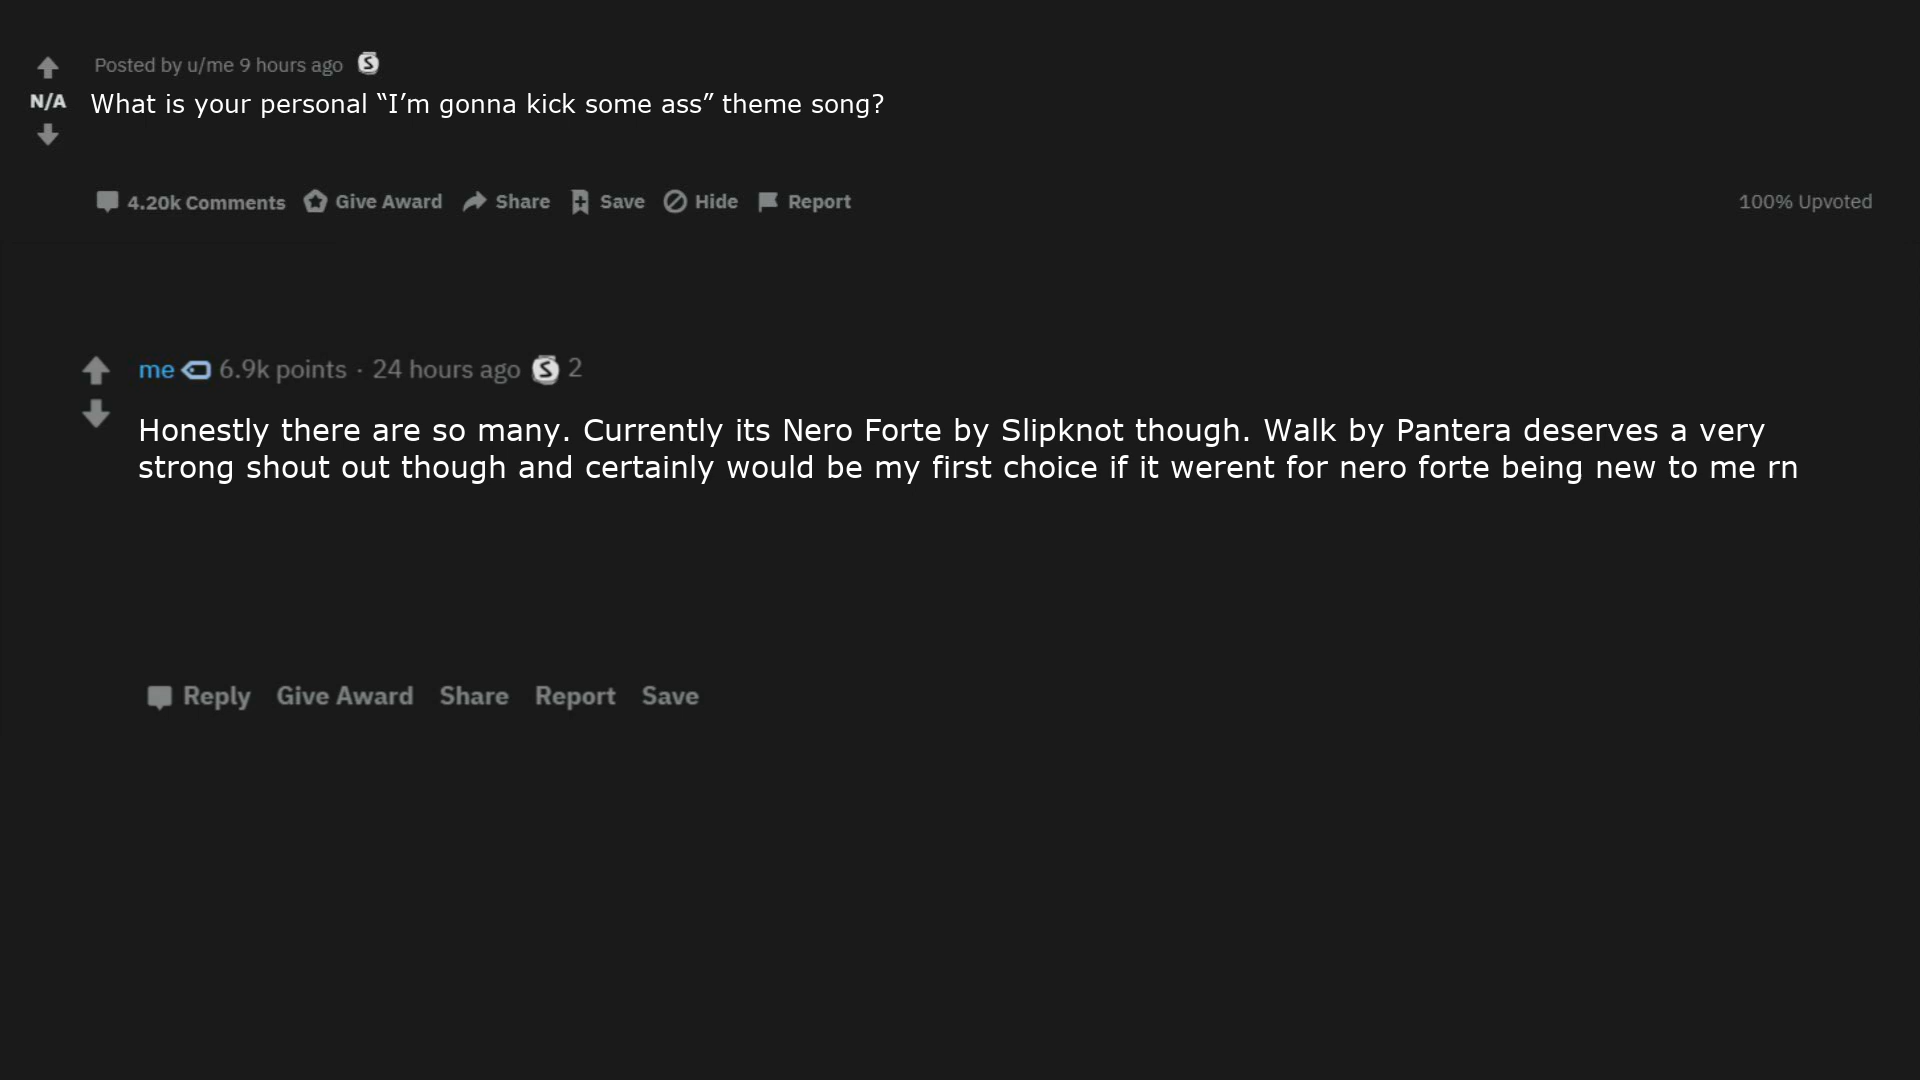 Posted by u/me 9 hours ago S
N/A
What is your personal “I’m gonna kick some ass” theme song?
4.20k Comments Give Award Share Save Hide Report 100% Upvoted
me 6.9k points · 24 hours ago S 2
Honestly there are so many. Currently its Nero Forte by Slipknot though. Walk by Pantera deserves a very
strong shout out though and certainly would be my first choice if it werent for nero forte being new to me rn
Reply Give Award Share Report Save